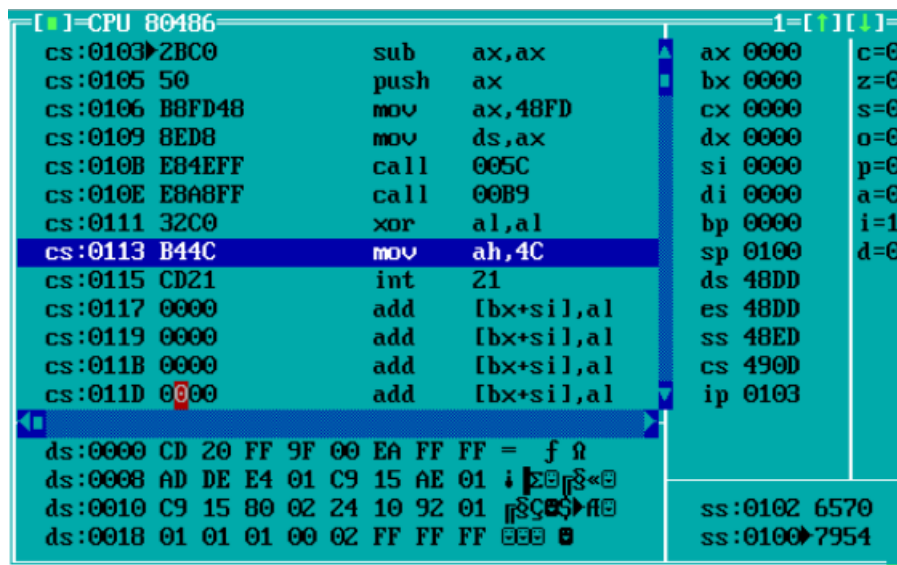 [■]=CPU 80486 1=[↑][↓]=
cs:0103►2BC0 sub ax,ax
cs:0105 50 push ax
cs:0106 B8FD48 mov ax,48FD
cs:0109 8ED8 mov ds,ax
cs:010B E84EFF call 005C
cs:010E E8A8FF call 00B9
cs:0111 32C0 xor al,al
cs:0113 B44C mov ah,4C
cs:0115 CD21 int 21
cs:0117 0000 add [bx+si],al
cs:0119 0000 add [bx+si],al
cs:011B 0000 add [bx+si],al
cs:011D 0000 add [bx+si],al
ax 0000
bx 0000
cx 0000
dx 0000
si 0000
di 0000
bp 0000
sp 0100
ds 48DD
es 48DD
ss 48ED
cs 490D
ip 0103
c=0
z=0
s=0
o=0
p=0
a=0
i=1
d=0
ds:0000 CD 20 FF 9F 00 EA FF FF = ƒ Ω
ds:0008 AD DE E4 01 C9 15 AE 01 ¡▐Σ☺╔§«☺
ds:0010 C9 15 80 02 24 10 92 01 ╔§Ç☻$►Æ☺
ds:0018 01 01 01 00 02 FF FF FF ☺☺☺ ☻
ss:0102 6570
ss:0100►7954